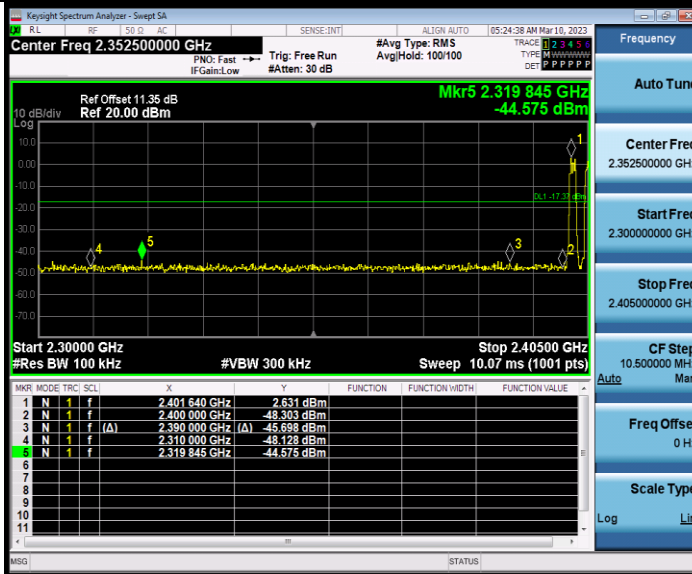 Keysight Spectrum Analyzer - Swept SA
RL RF 50 Ω AC SENSE:INT ALIGN AUTO 05:24:38 AM Mar 10, 2023
Center Freq 2.352500000 GHz
PNO: Fast
IFGain:Low
Trig: Free Run
#Atten: 30 dB
#Avg Type: RMS
Avg|Hold: 100/100
TRACE 1 2 3 4 5 6
TYPE M
DET P P P P P P
Mkr5 2.319 845 GHz
-44.575 dBm
Ref Offset 11.35 dB
10 dB/div Ref 20.00 dBm
Log
10.0
0.00
-10.0
-20.0
-30.0
-40.0
-50.0
-60.0
-70.0
DL1 -17.37 dBm
1
2
3
4
5
Start 2.30000 GHz Stop 2.40500 GHz
#Res BW 100 kHz #VBW 300 kHz Sweep 10.07 ms (1001 pts)
MKR MODE TRC SCL X Y FUNCTION FUNCTION WIDTH FUNCTION VALUE
1 N 1 f 2.401 640 GHz 2.631 dBm
2 N 1 f 2.400 000 GHz -48.303 dBm
3 N 1 f (Δ) 2.390 000 GHz (Δ) -45.698 dBm
4 N 1 f 2.310 000 GHz -48.128 dBm
5 N 1 f 2.319 845 GHz -44.575 dBm
6
7
8
9
10
11
MSG STATUS
Frequency
Auto Tune
Center Freq
2.352500000 GHz
Start Freq
2.300000000 GHz
Stop Freq
2.405000000 GHz
CF Step
10.500000 MHz
Auto Man
Freq Offset
0 Hz
Scale Type
Log Lin